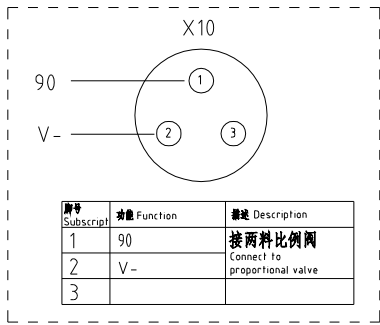 X10
90
1
V-
2
3
脚号 功能 Function 描述 Description
Subscript
1 90 接两料比例阀
Connect to
2 V- proportional valve
3